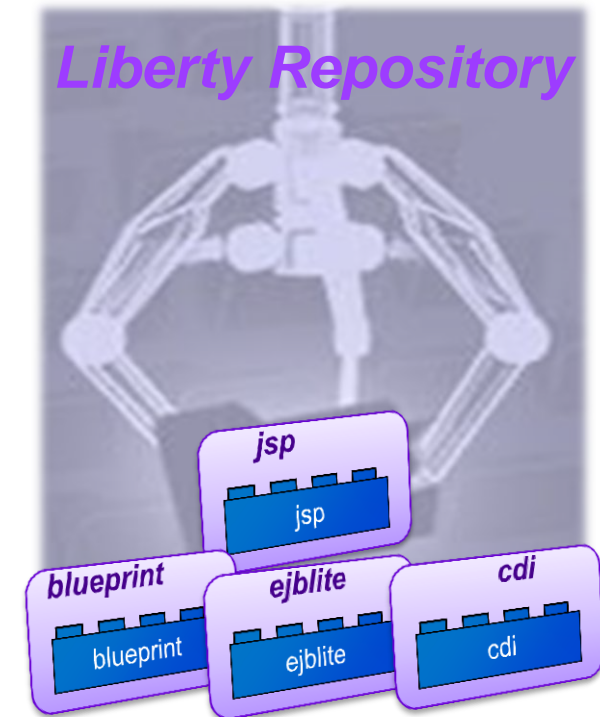 Liberty Repository
jsp
jsp
blueprint
blueprint
ejblite
ejblite
cdi
cdi